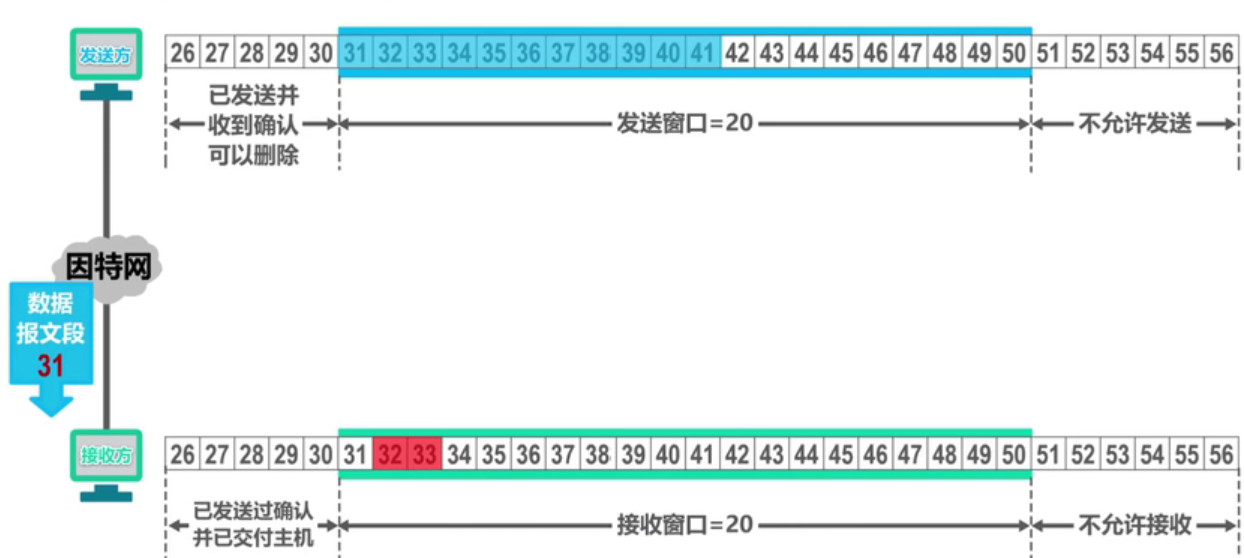 发送方
26 27 28 29 30 31 32 33 34 35 36 37 38 39 40 41 42 43 44 45 46 47 48 49 50 51 52 53 54 55 56
已发送并
收到确认
可以删除
发送窗口=20
不允许发送
因特网
数据
报文段
31
接收方
26 27 28 29 30 31 32 33 34 35 36 37 38 39 40 41 42 43 44 45 46 47 48 49 50 51 52 53 54 55 56
已发送过确认
并已交付主机
接收窗口=20
不允许接收